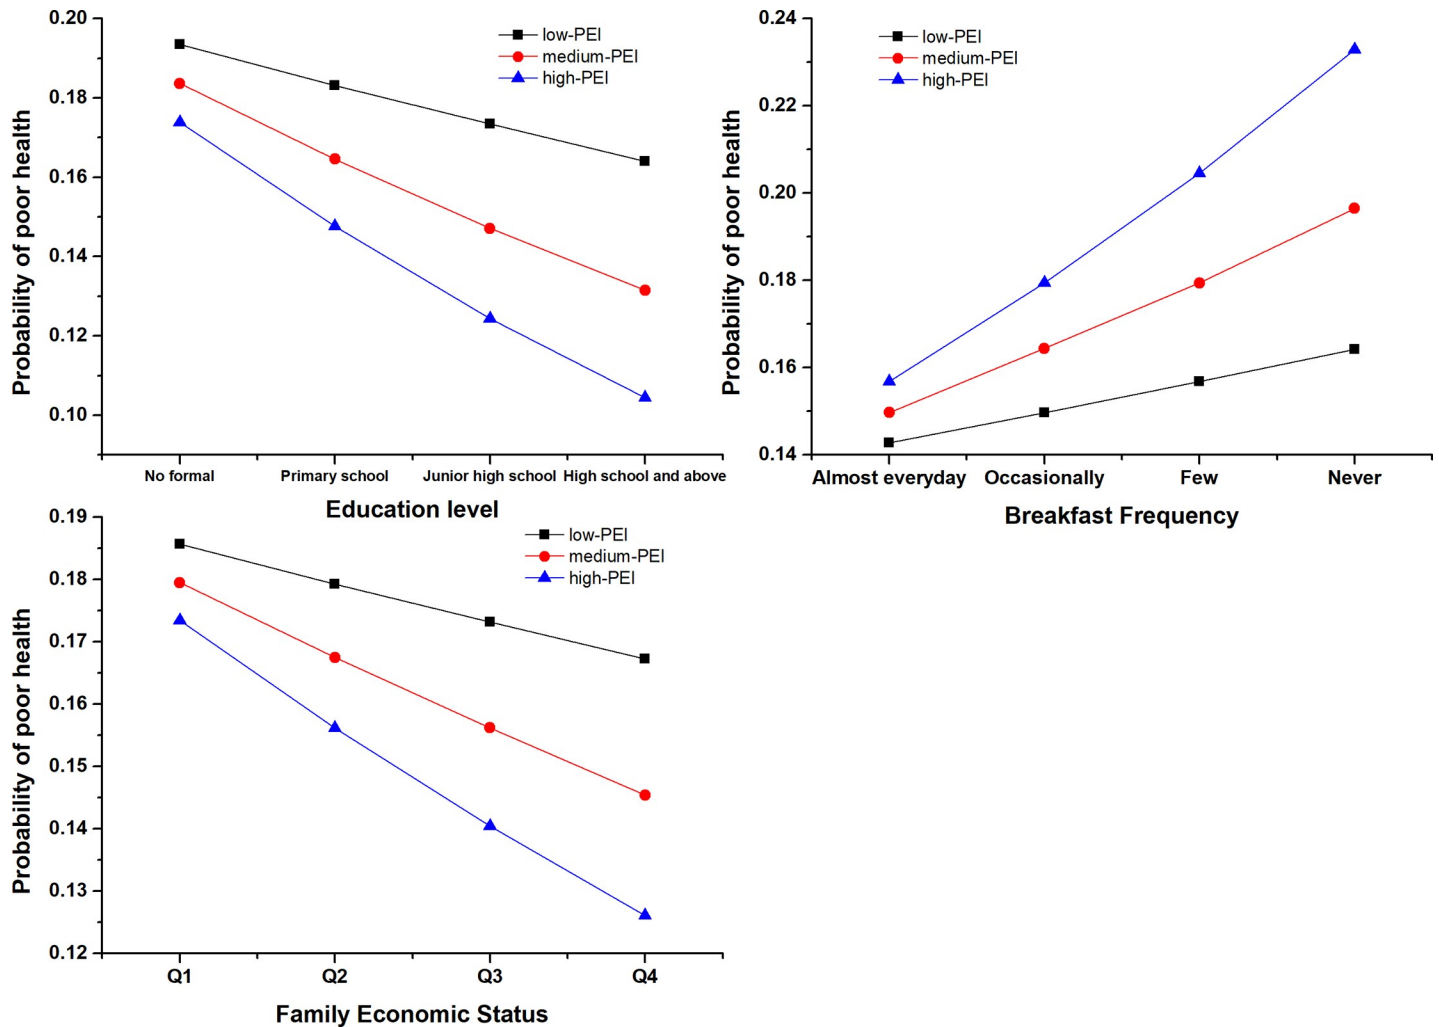 Probability of poor health
0.20
0.18
0.16
0.14
0.12
0.10
low-PEI
medium-PEI
high-PEI
No formal
Primary school
Junior high school
High school and above
Education level
Probability of poor health
0.24
0.22
0.20
0.18
0.16
0.14
low-PEI
medium-PEI
high-PEI
Almost everyday
Occasionally
Few
Never
Breakfast Frequency
Probability of poor health
0.19
0.18
0.17
0.16
0.15
0.14
0.13
0.12
low-PEI
medium-PEI
high-PEI
Q1
Q2
Q3
Q4
Family Economic Status